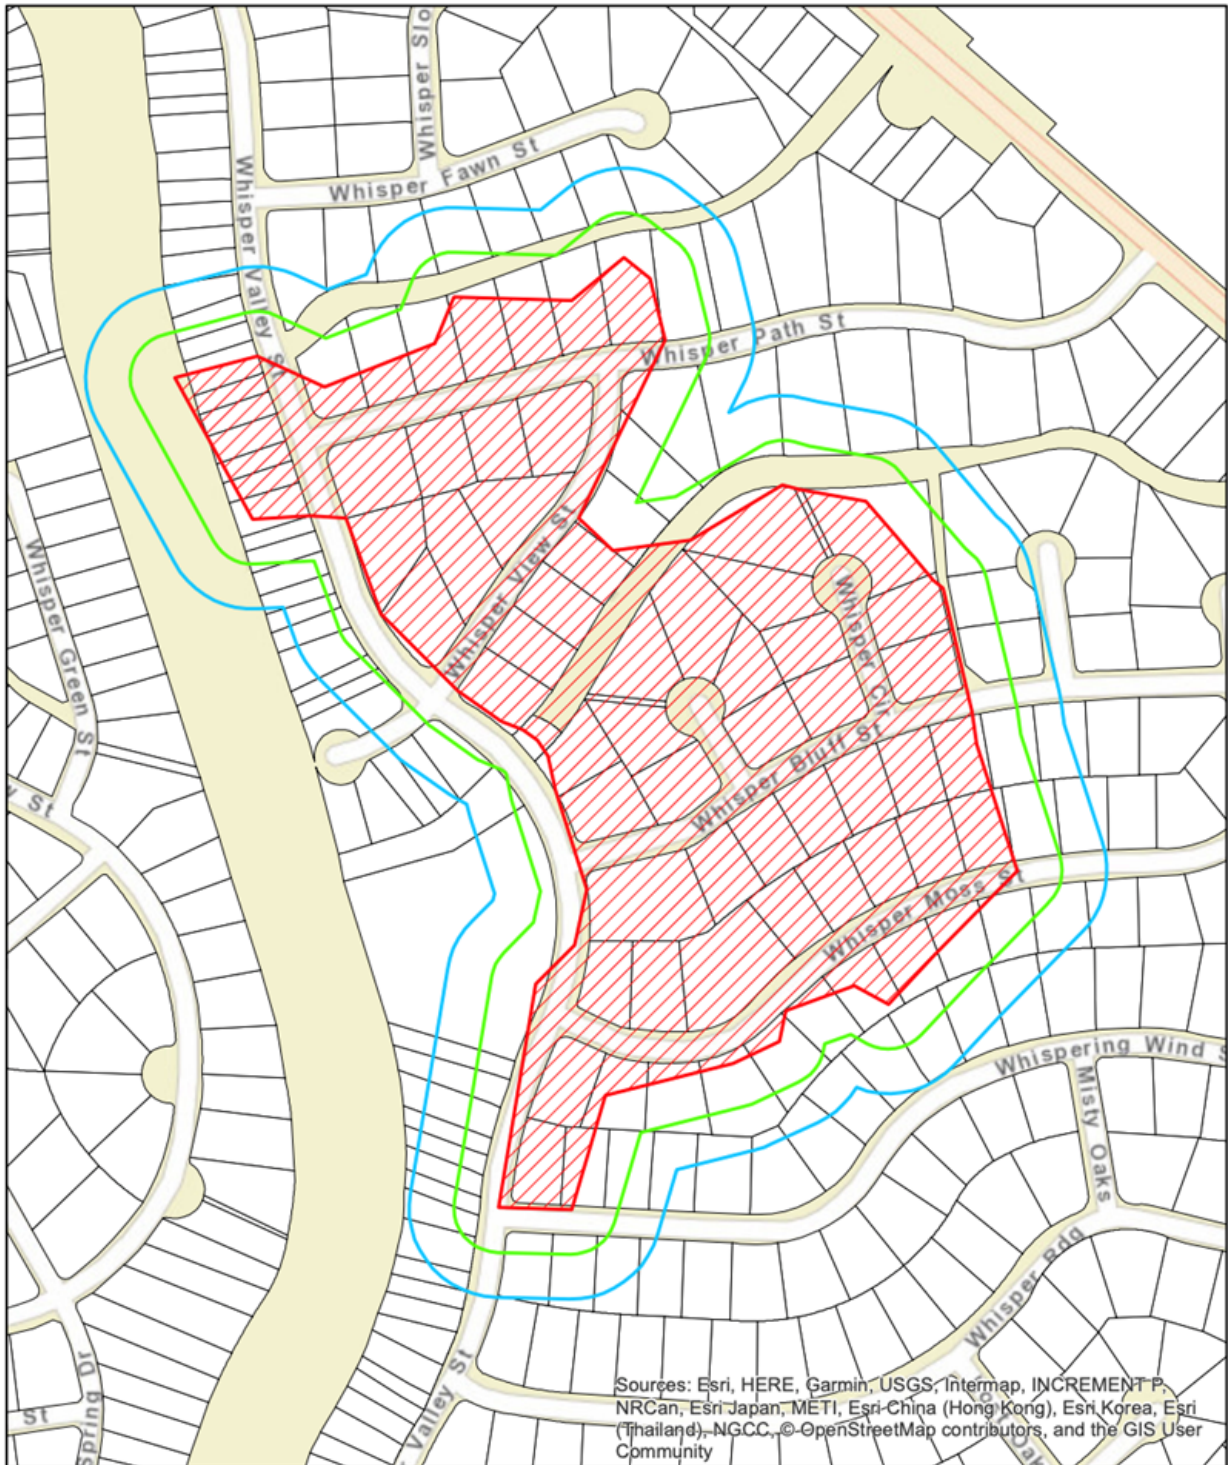 Whisper Slo
Whisper Fawn St
Whisper Valley St
Whisper Path St
Whisper View St
Whisper Green St
Whisper Cir
Whisper Bluff St
w St
Whisper Moss St
Whispering Wind S
Misty Oaks
Whisper Rdg
Spring Dr
St
Valley St
Sources: Esri, HERE, Garmin, USGS, Intermap, INCREMENT P,
NRCan, Esri Japan, METI, Esri China (Hong Kong), Esri Korea, Esri
(Thailand), NGCC, © OpenStreetMap contributors, and the GIS User
Community